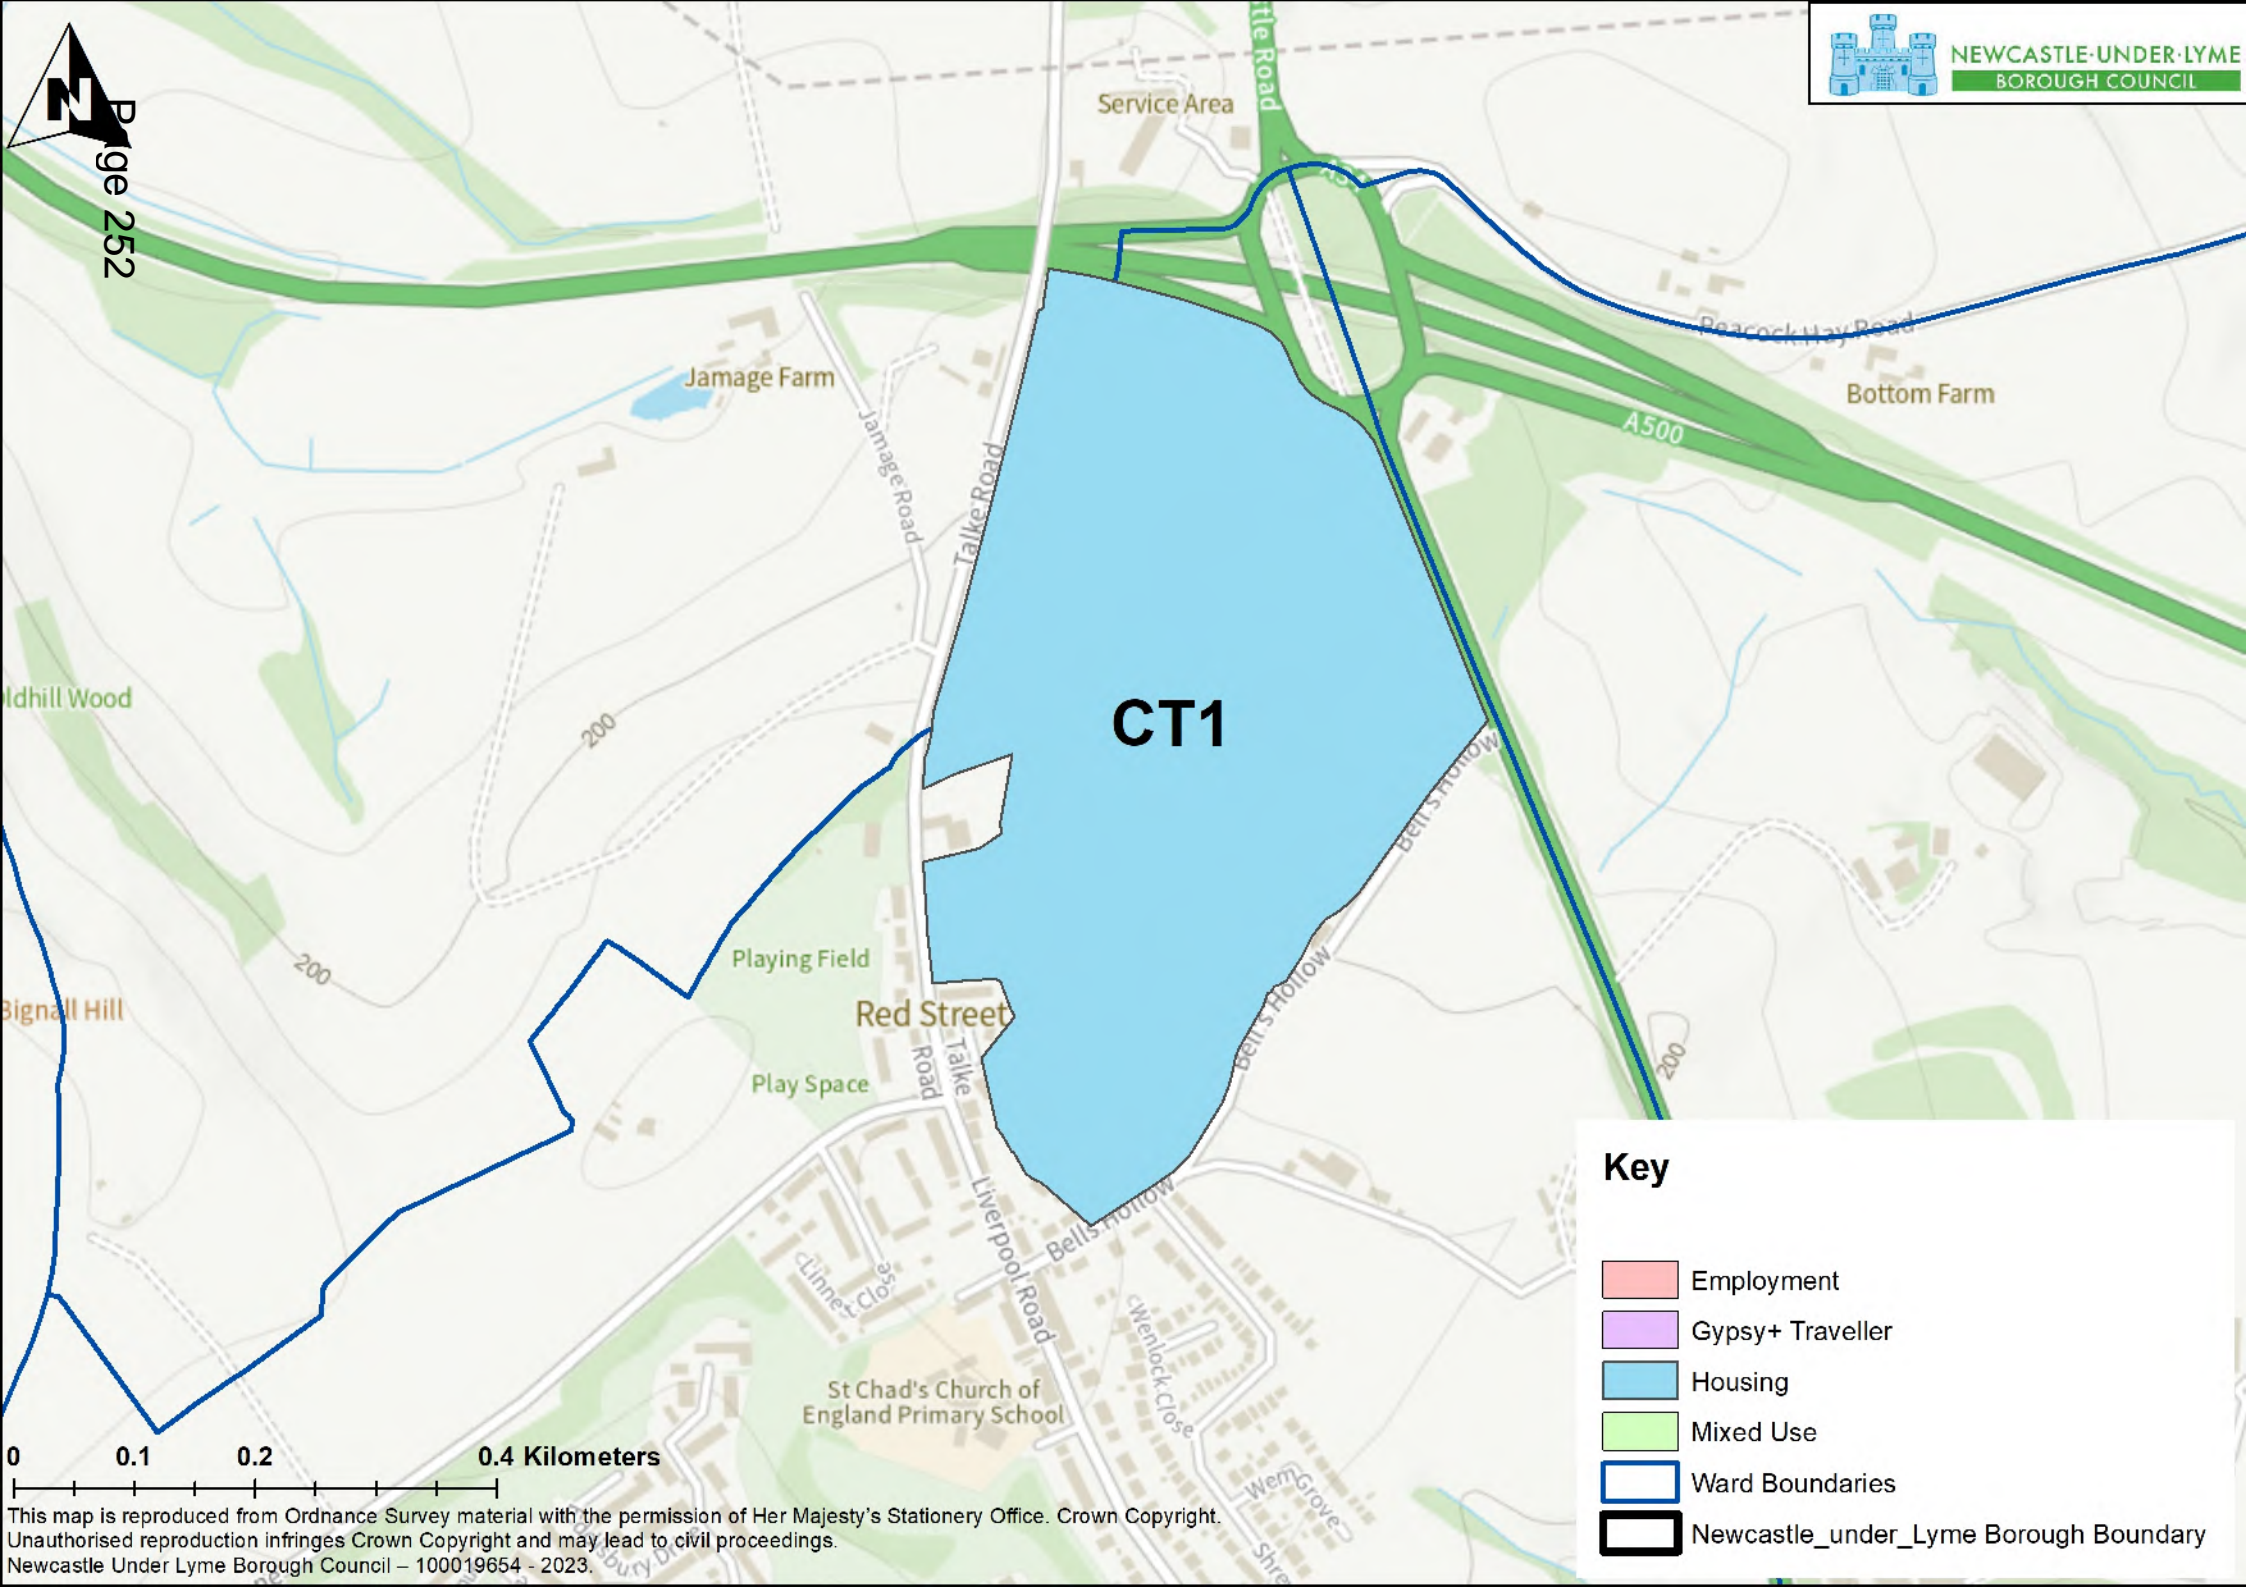 N
Page 252
NEWCASTLE·UNDER·LYME
BOROUGH COUNCIL
Service Area
tle Road
A34
Peacock Hay Road
Bottom Farm
A500
Jamage Farm
Jamage Road
Talke Road
ldhill Wood
200
CT1
Bell's Hollow
200
Bignall Hill
Playing Field
Red Street
Bell's Hollow
Talke
Road
Play Space
200
Liverpool Road
Bells Hollow
Linnet Close
Wenlock Close
St Chad's Church of
England Primary School
Wem Grove
Shre
Key
Employment
Gypsy+ Traveller
Housing
Mixed Use
Ward Boundaries
Newcastle_under_Lyme Borough Boundary
0 0.1 0.2 0.4 Kilometers
This map is reproduced from Ordnance Survey material with the permission of Her Majesty's Stationery Office. Crown Copyright.
Unauthorised reproduction infringes Crown Copyright and may lead to civil proceedings.
Newcastle Under Lyme Borough Council – 100019654 - 2023.